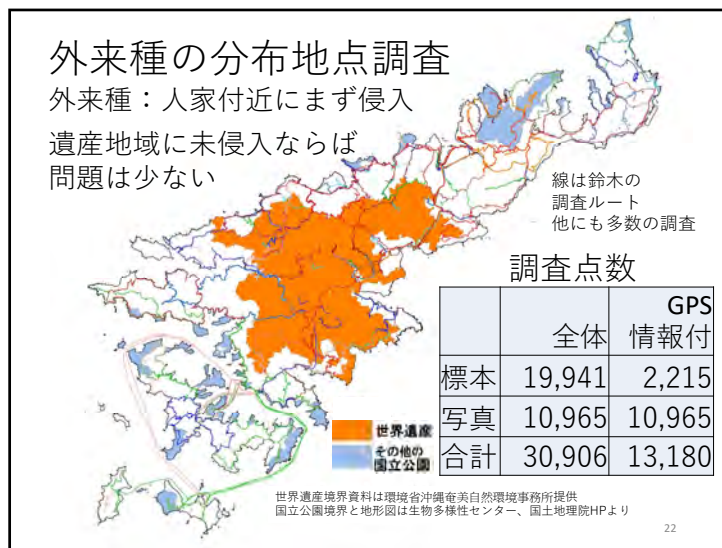 外来種の分布地点調査
外来種：人家付近にまず侵入
遺産地域に未侵入ならば
問題は少ない
線は鈴木の
調査ルート
他にも多数の調査
調査点数
全体 GPS
情報付
標本 19,941 2,215
写真 10,965 10,965
合計 30,906 13,180
世界遺産
その他の
国立公園
世界遺産境界資料は環境省沖縄奄美自然環境事務所提供
国立公園境界と地形図は生物多様性センター、国土地理院HPより
22